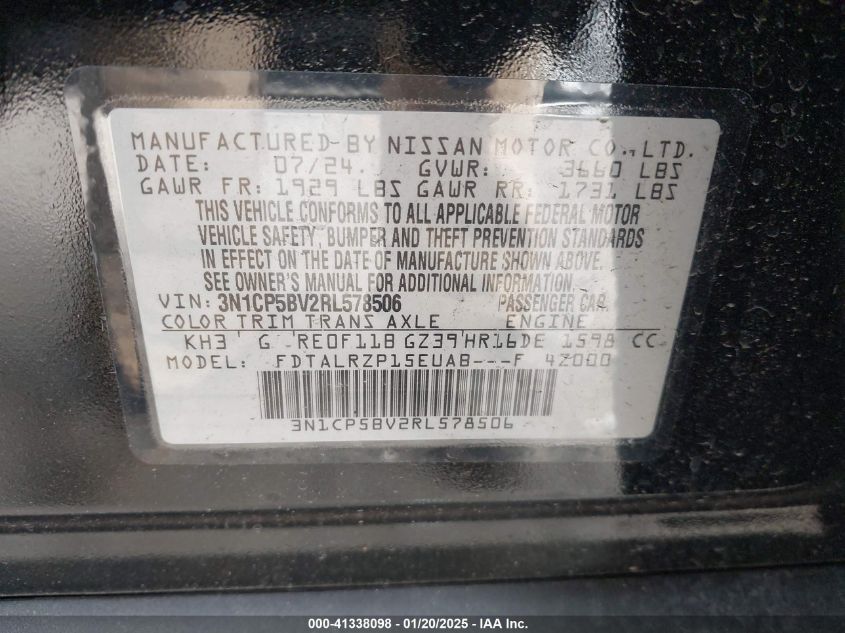 MANUFACTURED BY NISSAN MOTOR CO., LTD.
DATE: 07/24 GVWR: 3660 LBS
GAWR FR: 1929 LBS GAWR RR: 1731 LBS
THIS VEHICLE CONFORMS TO ALL APPLICABLE FEDERAL MOTOR
VEHICLE SAFETY, BUMPER AND THEFT PREVENTION STANDARDS
IN EFFECT ON THE DATE OF MANUFACTURE SHOWN ABOVE.
SEE OWNER'S MANUAL FOR ADDITIONAL INFORMATION.
VIN: 3N1CP5BV2RL578506 PASSENGER CAR
COLOR TRIM TRANS AXLE ENGINE
KH3 G RE0F11B GZ39 HR16DE 1598 CC
MODEL: FDTALRZP15EUAB---F 4Z000
3N1CP5BV2RL578506
000-41338098 - 01/20/2025 - IAA Inc.